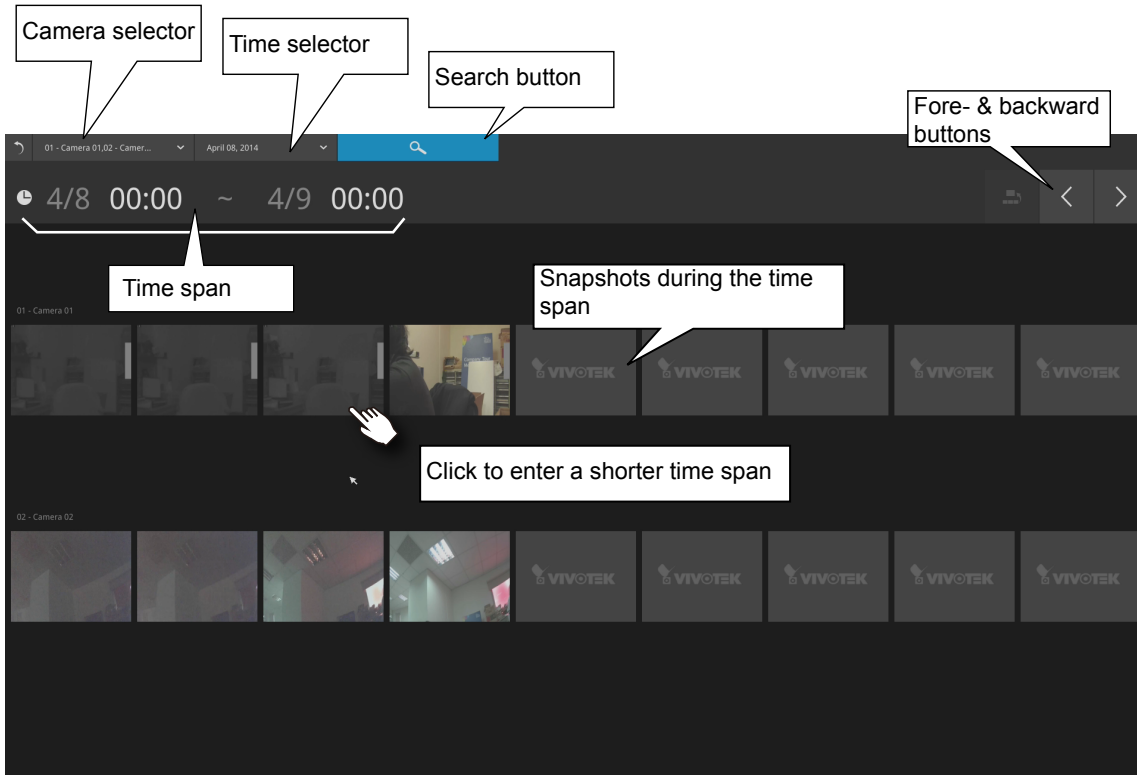 Camera selector
Time selector
Search button
Fore- & backward
buttons
01 - Camera 01,02 - Camer...
April 08, 2014
4/8 00:00 ~ 4/9 00:00
Time span
Snapshots during the time
span
01 - Camera 01
VIVOTEK VIVOTEK VIVOTEK VIVOTEK VIVOTEK
Click to enter a shorter time span
02 - Camera 02
VIVOTEK VIVOTEK VIVOTEK VIVOTEK VIVOTEK